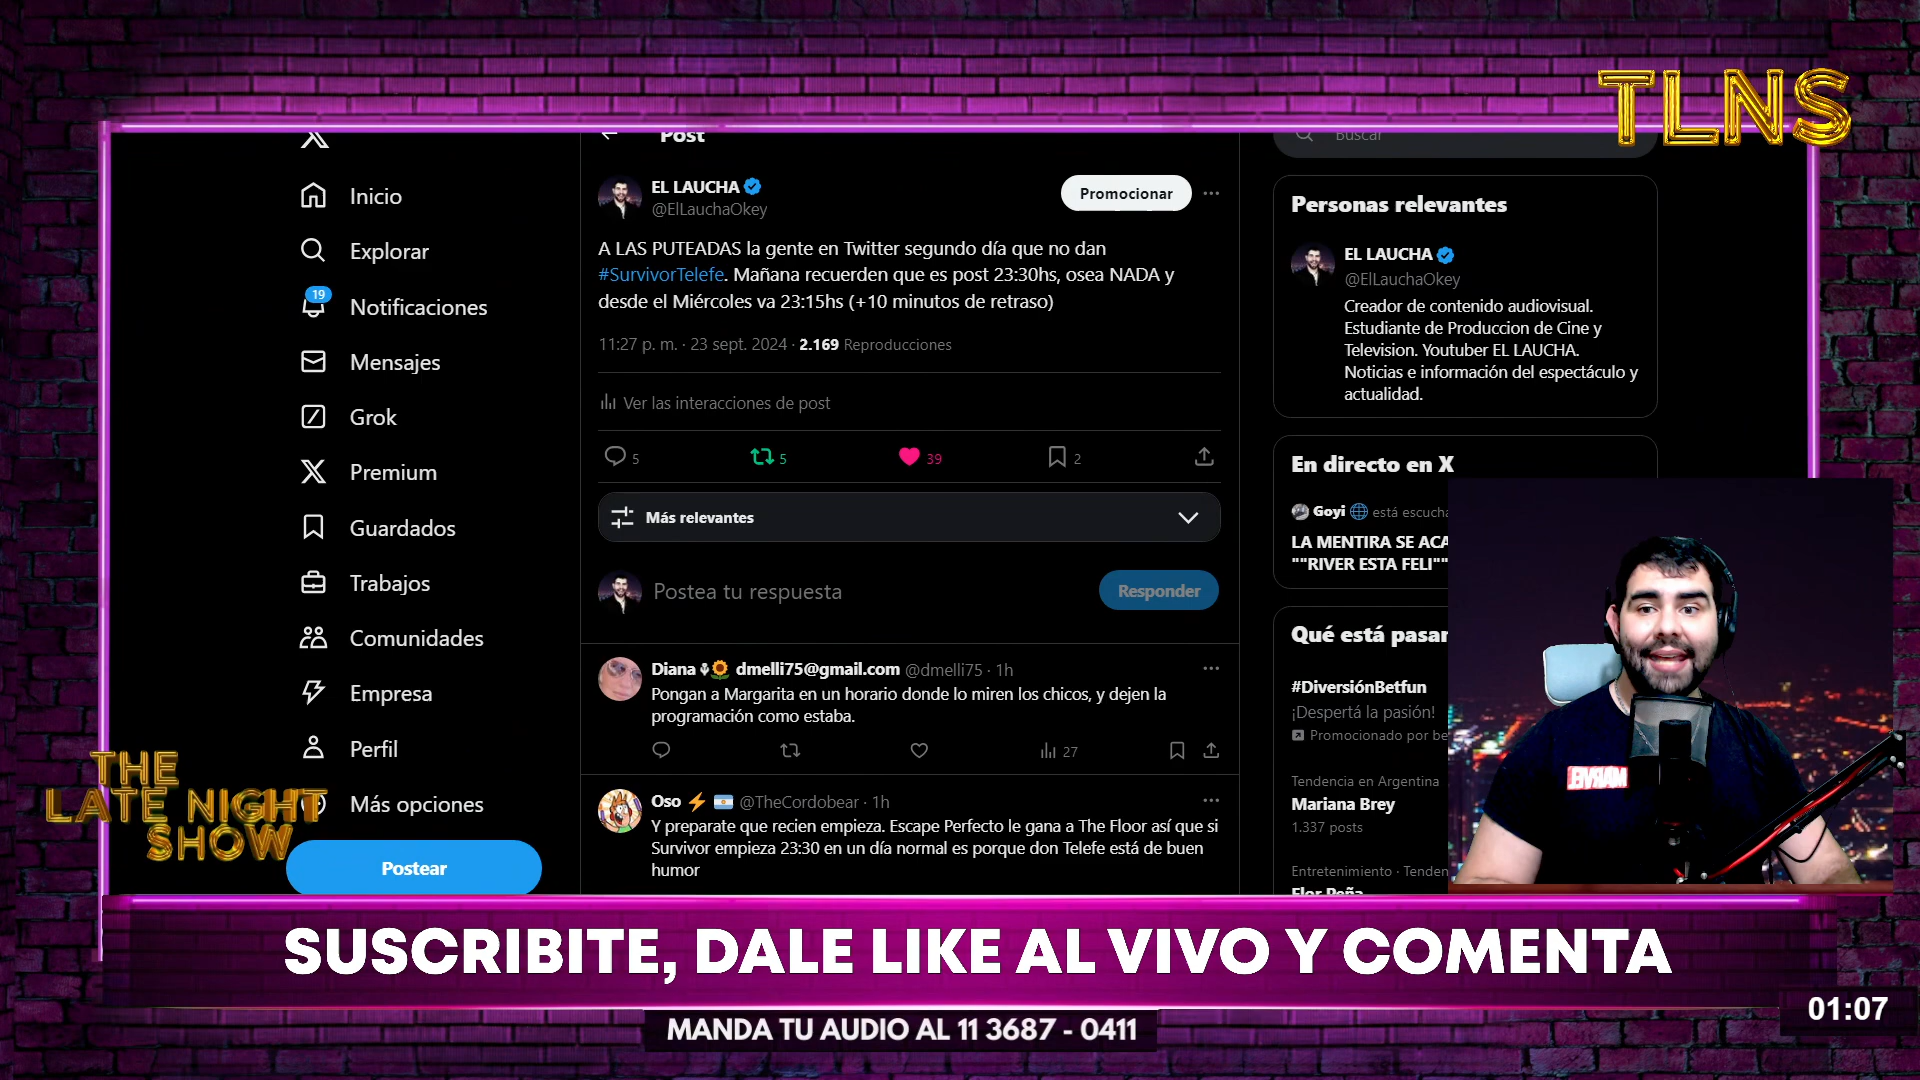 TLNS
Post
Buscar
Inicio
Explorar
19
Notificaciones
Mensajes
Grok
Premium
Guardados
Trabajos
Comunidades
Empresa
Perfil
Más opciones
Postear
THE
LATE NIGHT
SHOW
EL LAUCHA
@ElLauchaOkey
Promocionar
A LAS PUTEADAS la gente en Twitter segundo día que no dan
#SurvivorTelefe. Mañana recuerden que es post 23:30hs, osea NADA y
desde el Miércoles va 23:15hs (+10 minutos de retraso)
11:27 p. m. · 23 sept. 2024 · 2.169 Reproducciones
Ver las interacciones de post
5
5
39
2
Más relevantes
Postea tu respuesta
Responder
Diana dmelli75@gmail.com @dmelli75 · 1h
Pongan a Margarita en un horario donde lo miren los chicos, y dejen la
programación como estaba.
27
Oso @TheCordobear · 1h
Y preparate que recien empieza. Escape Perfecto le gana a The Floor así que si
Survivor empieza 23:30 en un día normal es porque don Telefe está de buen
humor
Personas relevantes
EL LAUCHA
@ElLauchaOkey
Creador de contenido audiovisual.
Estudiante de Produccion de Cine y
Television. Youtuber EL LAUCHA.
Noticias e información del espectáculo y
actualidad.
En directo en X
Goyi está escucha
LA MENTIRA SE ACA
""RIVER ESTA FELI""
Qué está pasar
#DiversiónBetfun
¡Despertá la pasión!
Promocionado por be
Tendencia en Argentina
Mariana Brey
1.337 posts
Entretenimiento · Tenden
Flor Peña
SUSCRIBITE, DALE LIKE AL VIVO Y COMENTA
MANDA TU AUDIO AL 11 3687 - 0411
01:07